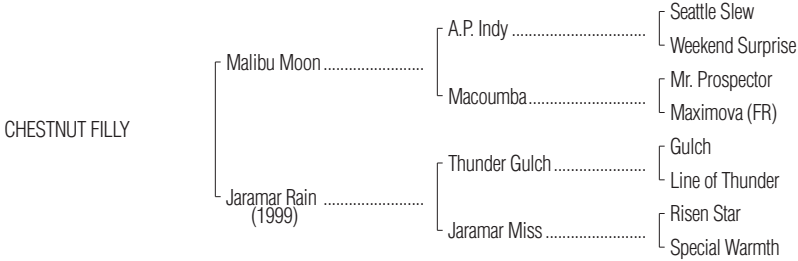 Seattle Slew
A.P. Indy ................................
Weekend Surprise
Malibu Moon ........................
Mr. Prospector
Macoumba ............................
Maximova (FR)
CHESTNUT FILLY
Gulch
Thunder Gulch ......................
Line of Thunder
Jaramar Rain ........................
(1999)
Risen Star
Jaramar Miss ........................
Special Warmth